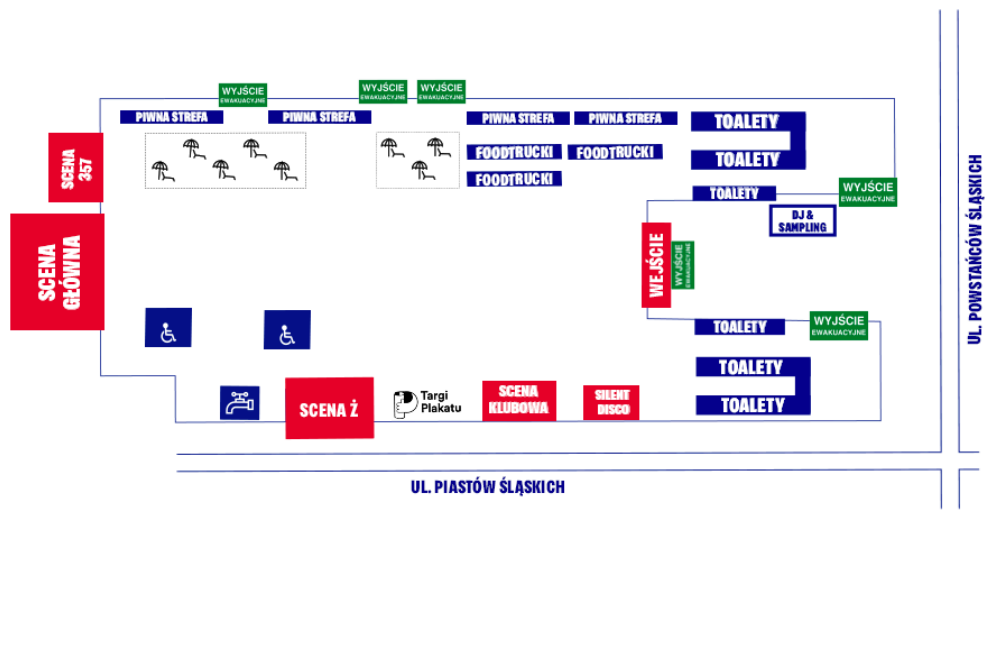 WYJŚCIE
EWAKUACYJNE
WYJŚCIE
EWAKUACYJNE
WYJŚCIE
EWAKUACYJNE
PIWNA STREFA
PIWNA STREFA
PIWNA STREFA
PIWNA STREFA
TOALETY
TOALETY
FOODTRUCKI
FOODTRUCKI
FOODTRUCKI
SCENA
357
TOALETY
WYJŚCIE
EWAKUACYJNE
DJ &
SAMPLING
SCENA
GŁÓWNA
WEJŚCIE
WYJŚCIE
EWAKUACYJNE
UL. POWSTAŃCÓW ŚLĄSKICH
TOALETY
WYJŚCIE
EWAKUACYJNE
TOALETY
TOALETY
SCENA Ż
Targi
Plakatu
SCENA
KLUBOWA
SILENT
DISCO
UL. PIASTÓW ŚLĄSKICH